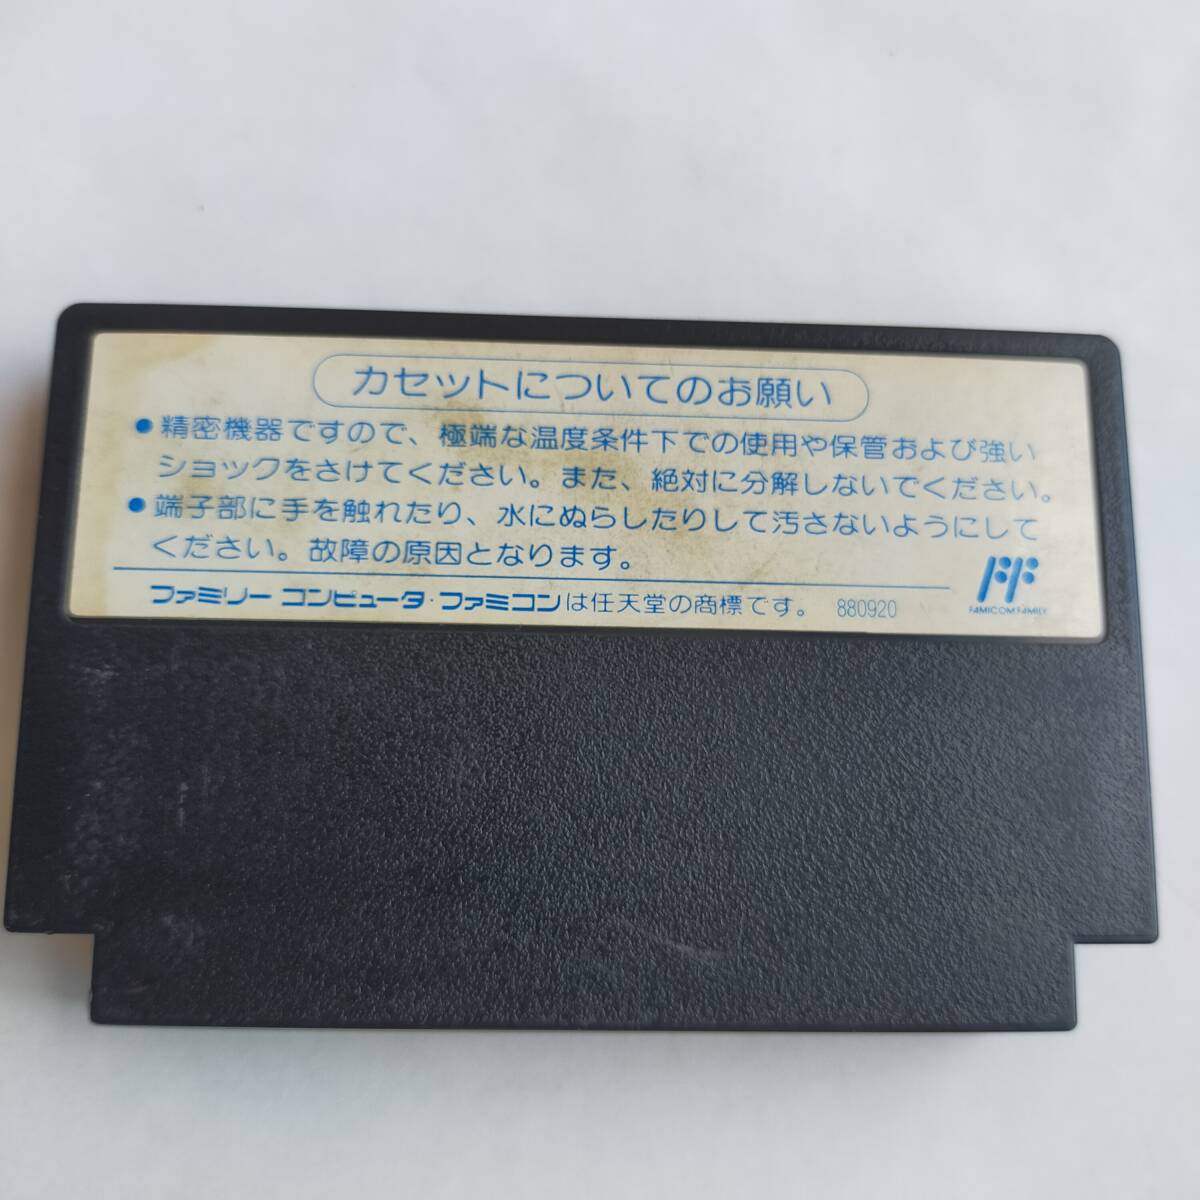 カセットについてのお願い
●精密機器ですので、極端な温度条件下での使用や保管および強い
ショックをさけてください。また、絶対に分解しないでください。
●端子部に手を触れたり、水にぬらしたりして汚さないようにして
ください。故障の原因となります。
FF
FAMICOM FAMILY
ファミリー コンピュータ・ファミコンは任天堂の商標です。 880920